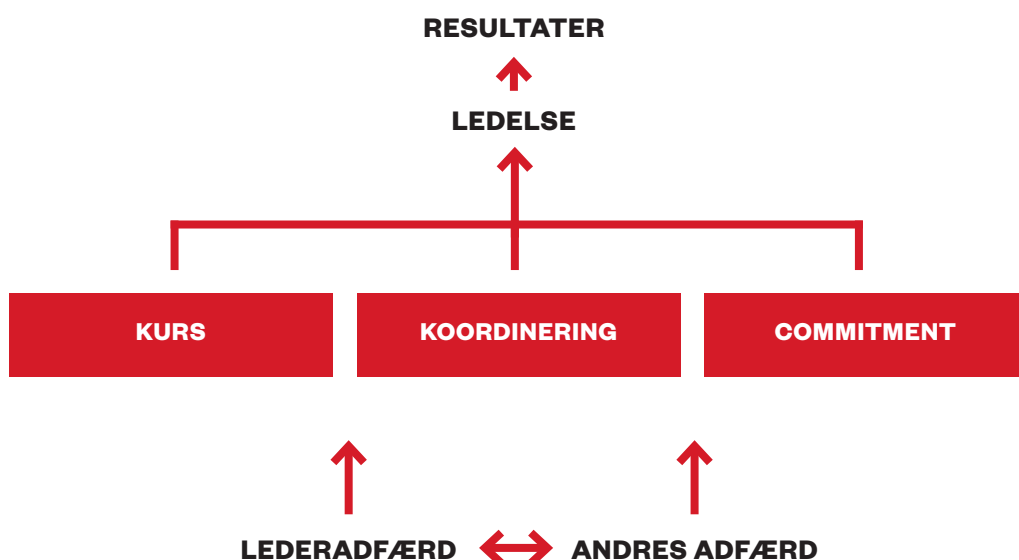 RESULTATER
LEDELSE
KURS
KOORDINERING
COMMITMENT
LEDERADFÆRD
ANDRES ADFÆRD